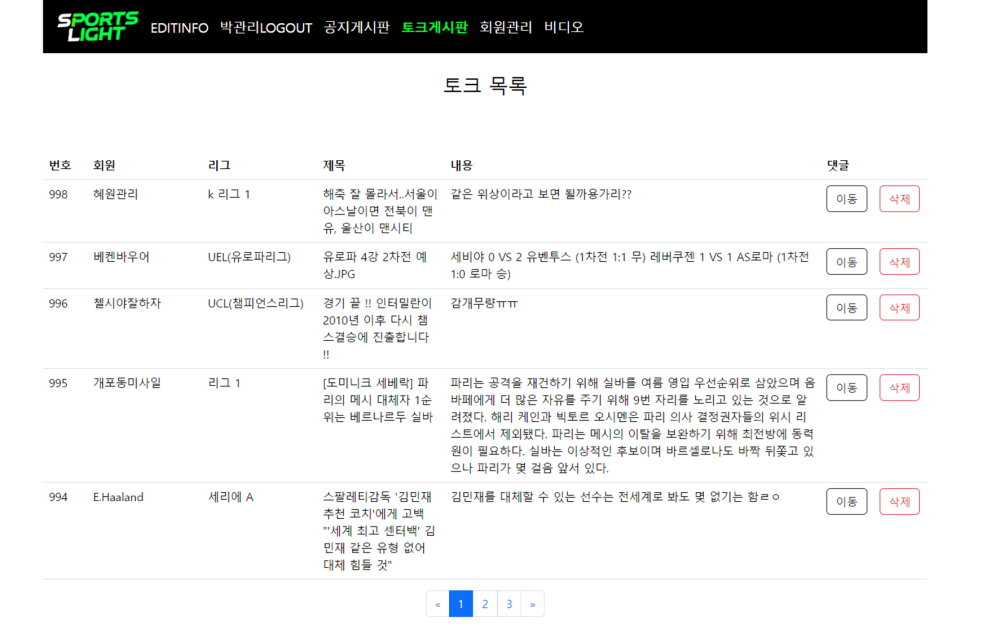 SPORTS
LIGHT
EDITINFO 박관리LOGOUT 공지게시판 토크게시판 회원관리 비디오
토크 목록
번호 회원 리그 제목 내용 댓글
998 혜원관리 k 리그 1 해축 잘 몰라서..서울이 같은 위상이라고 보면 될까용가리?? 이동 삭제
아스날이면 전북이 맨
유, 울산이 맨시티
997 베켄바우어 UEL(유로파리그) 유로파 4강 2차전 예 세비야 0 VS 2 유벤투스 (1차전 1:1 무) 레버쿠젠 1 VS 1 AS로마 (1차전 이동 삭제
상.JPG 1:0 로마 승)
996 첼시야잘하자 UCL(챔피언스리그) 경기 끝 !! 인터밀란이 감개무량ㅠㅠ 이동 삭제
2010년 이후 다시 챔
스결승에 진출합니다
!!
995 개포동미사일 리그 1 [도미니크 세베락] 파 파리는 공격을 재건하기 위해 실바를 여름 영입 우선순위로 삼았으며 음 이동 삭제
리의 메시 대체자 1순 바페에게 더 많은 자유를 주기 위해 9번 자리를 노리고 있는 것으로 알
위는 베르나르두 실바 려졌다. 해리 케인과 빅토르 오시멘은 파리 의사 결정권자들의 위시 리
스트에서 제외됐다. 파리는 메시의 이탈을 보완하기 위해 최전방에 동력
원이 필요하다. 실바는 이상적인 후보이며 바르셀로나도 바짝 뒤쫓고 있
으나 파리가 몇 걸음 앞서 있다.
994 E.Haaland 세리에 A 스팔레티감독 '김민재 김민재를 대체할 수 있는 선수는 전세계로 봐도 몇 없기는 함ㄹㅇ 이동 삭제
추천 코치'에게 고백
"'세계 최고 센터백' 김
민재 같은 유형 없어
대체 힘들 것"
« 1 2 3 »